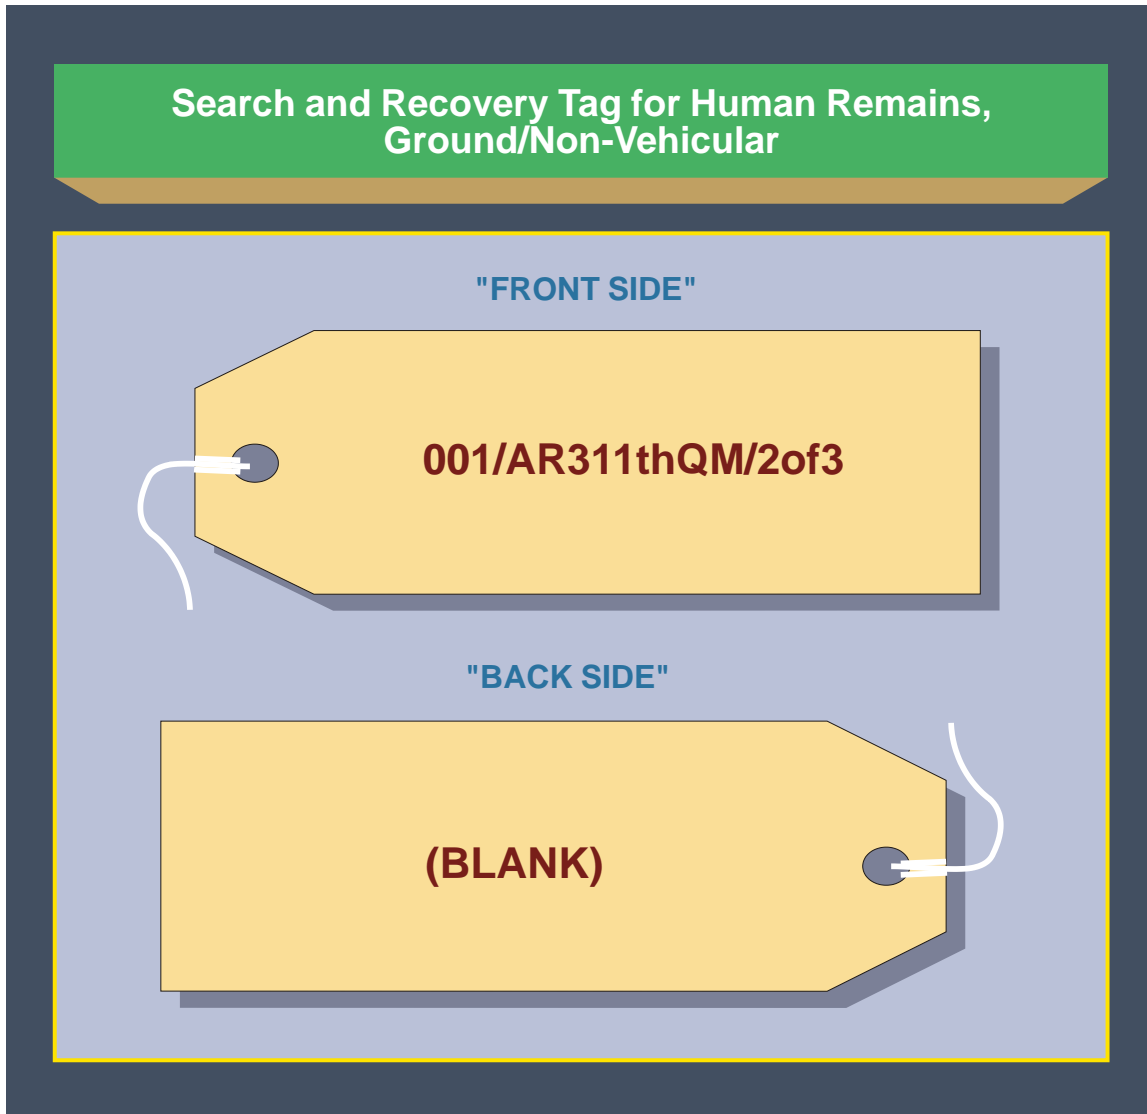 Search and Recovery Tag for Human Remains,
Ground/Non-Vehicular
"FRONT SIDE"
001/AR311thQM/2of3
"BACK SIDE"
(BLANK)